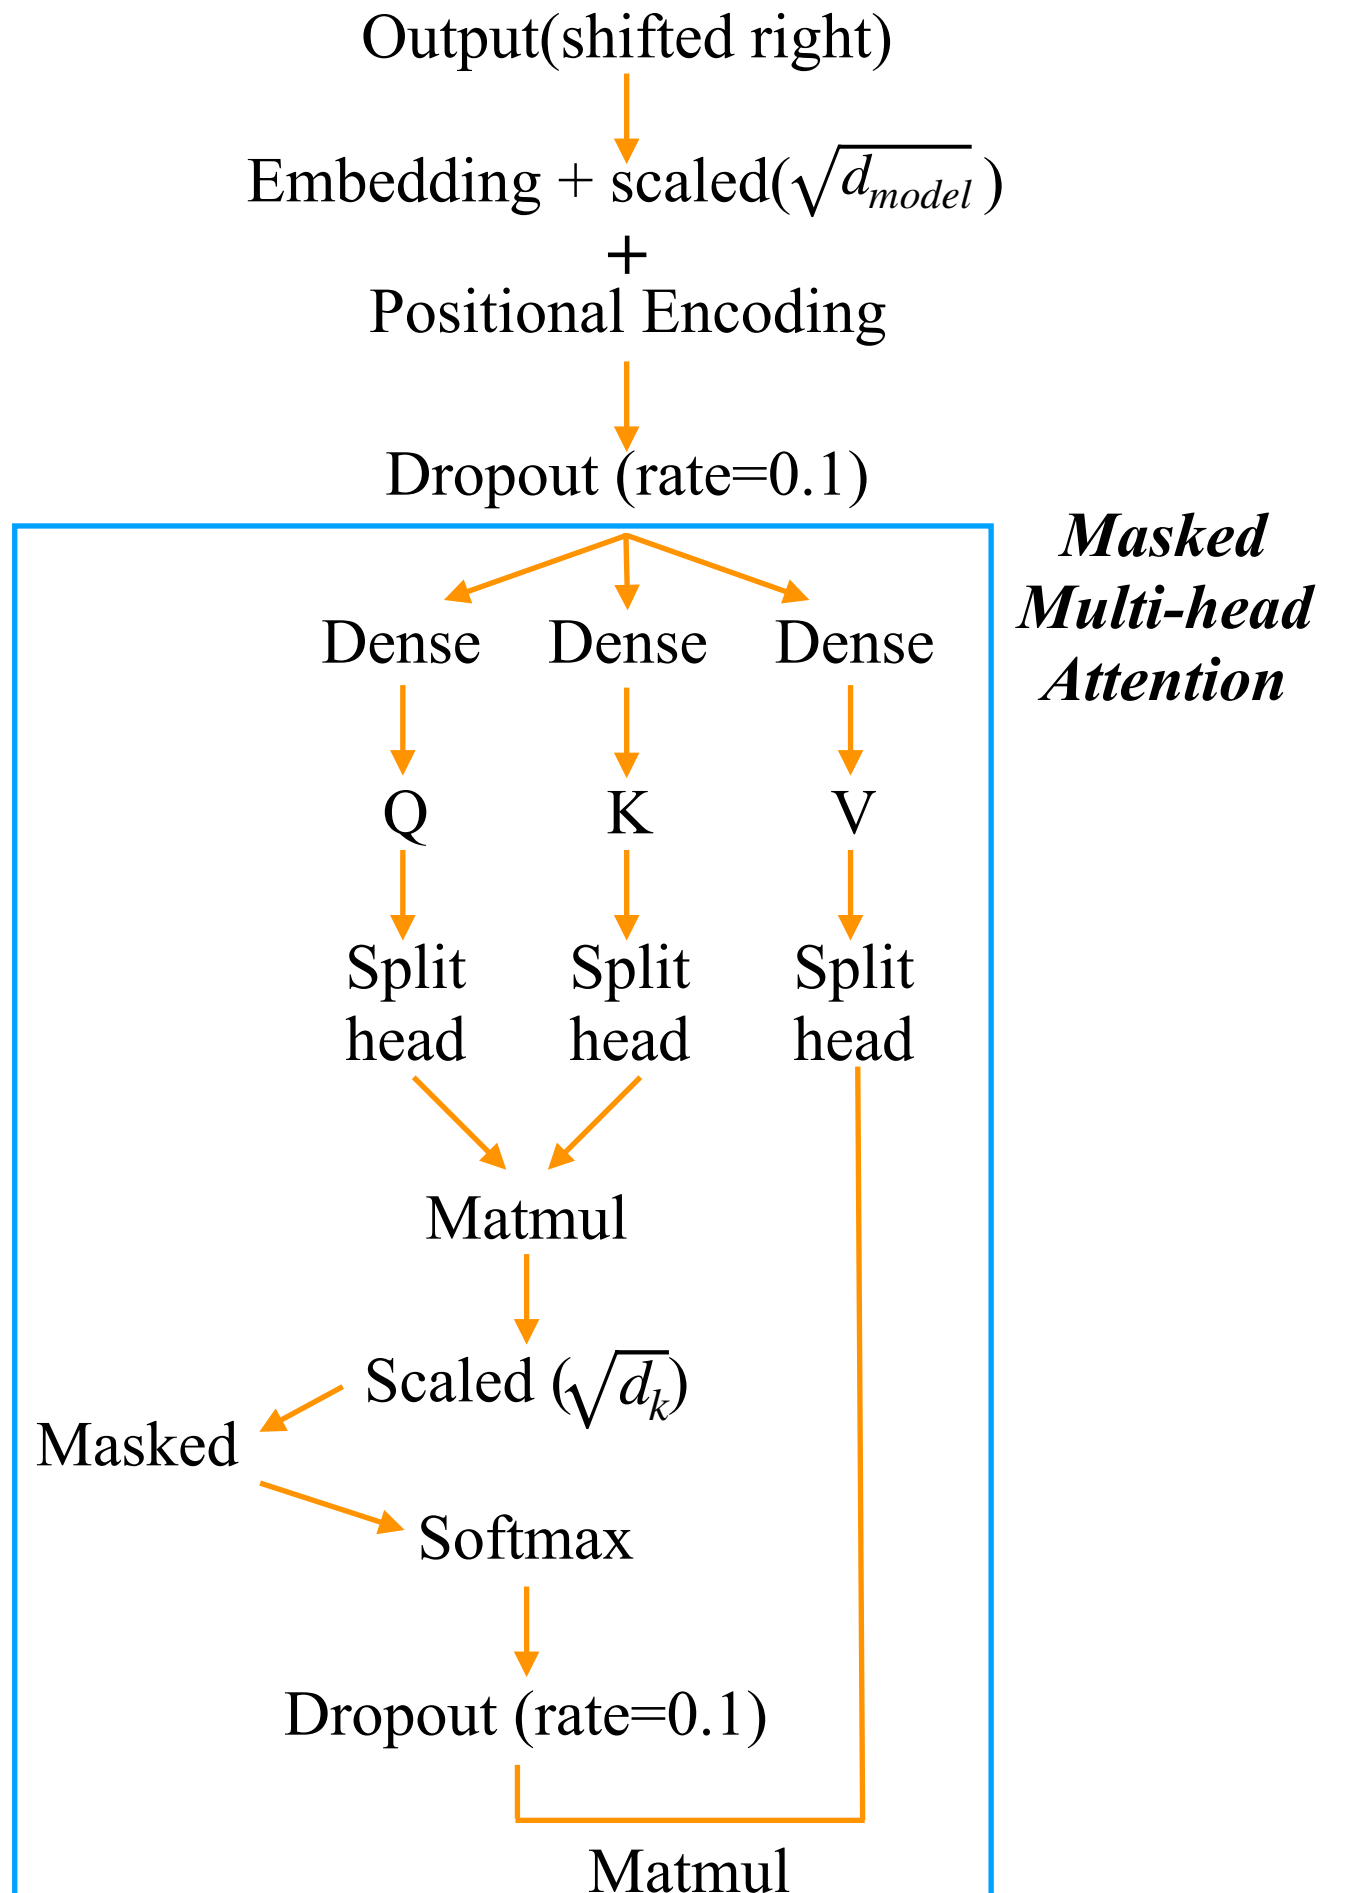 Output(shifted right)
Embedding + scaled(√d_model)
+
Positional Encoding
Dropout (rate=0.1)
Masked
Multi-head
Attention
Dense Dense Dense
Q K V
Split Split Split
head head head
Matmul
Scaled (√d_k)
Masked
Softmax
Dropout (rate=0.1)
Matmul